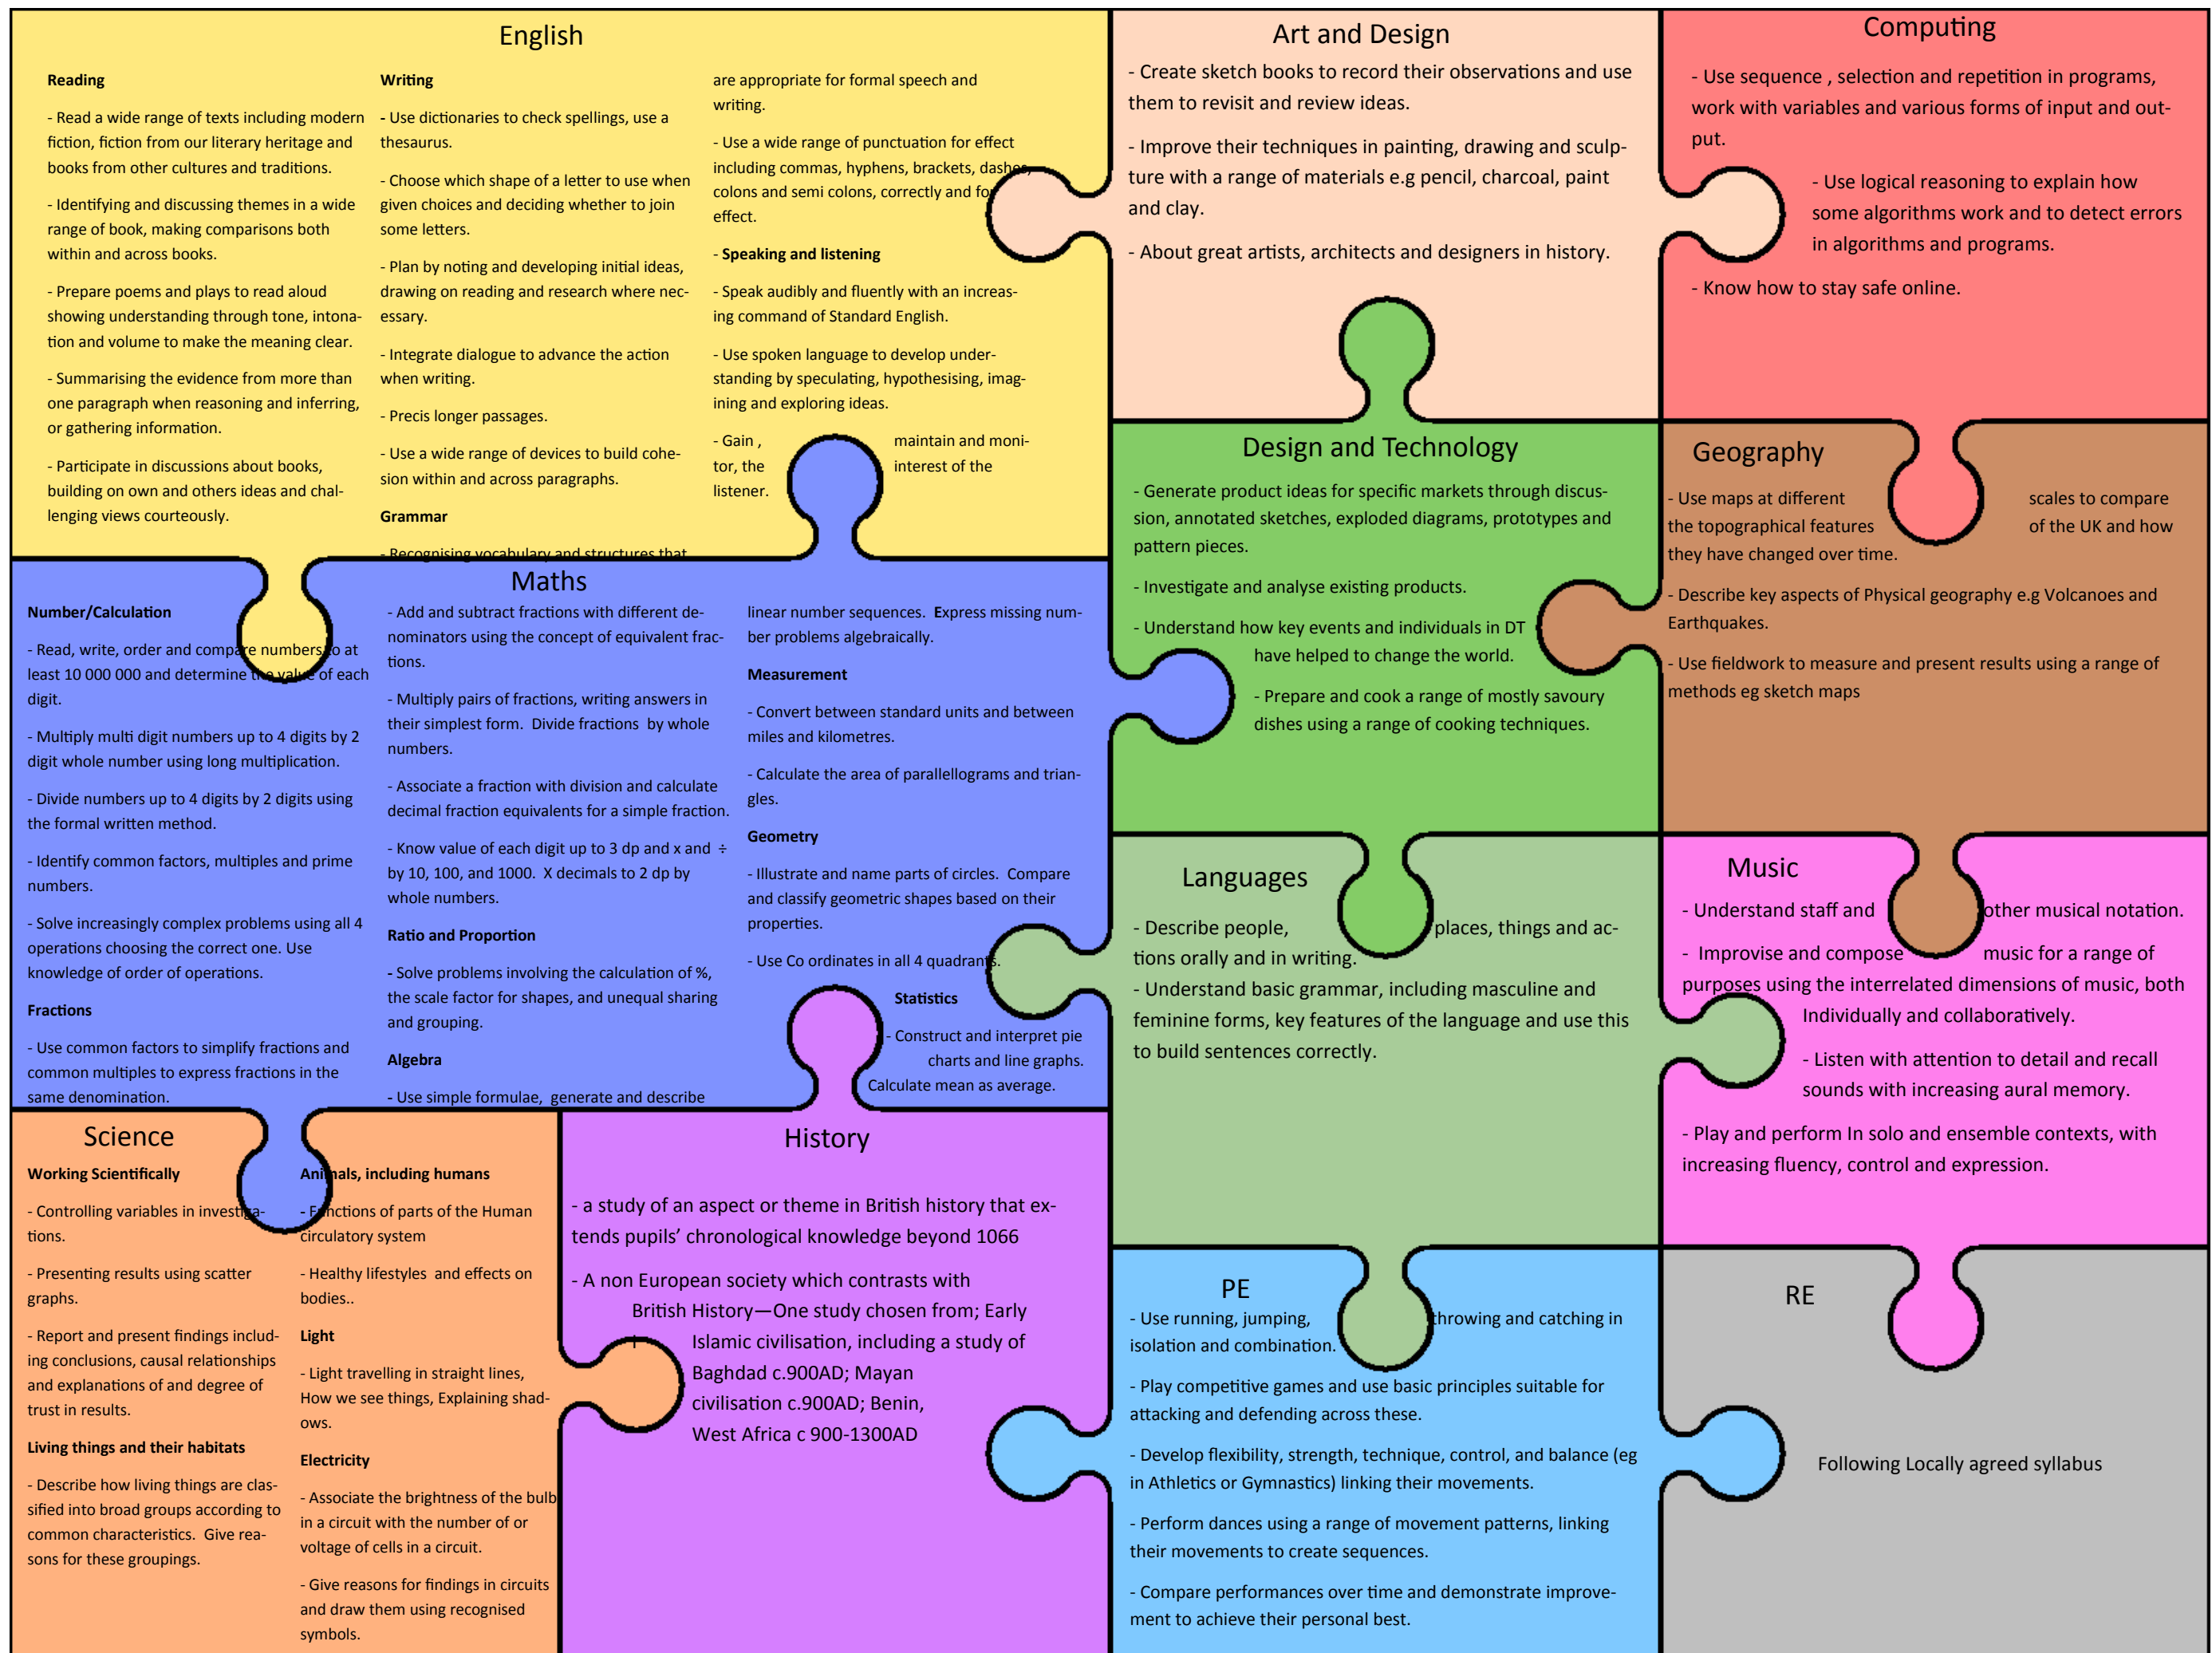 English
Reading
- Read a wide range of texts including modern
fiction, fiction from our literary heritage and
books from other cultures and traditions.
- Identifying and discussing themes in a wide
range of book, making comparisons both
within and across books.
- Prepare poems and plays to read aloud
showing understanding through tone, intona-
tion and volume to make the meaning clear.
- Summarising the evidence from more than
one paragraph when reasoning and inferring,
or gathering information.
- Participate in discussions about books,
building on own and others ideas and chal-
lenging views courteously.
Writing
- Use dictionaries to check spellings, use a
thesaurus.
- Choose which shape of a letter to use when
given choices and deciding whether to join
some letters.
- Plan by noting and developing initial ideas,
drawing on reading and research where nec-
essary.
- Integrate dialogue to advance the action
when writing.
- Precis longer passages.
- Use a wide range of devices to build cohe-
sion within and across paragraphs.
Grammar
- Recognising vocabulary and structures that
are appropriate for formal speech and
writing.
- Use a wide range of punctuation for effect
including commas, hyphens, brackets, dashes,
colons and semi colons, correctly and for
effect.
- Speaking and listening
- Speak audibly and fluently with an increas-
ing command of Standard English.
- Use spoken language to develop under-
standing by speculating, hypothesising, imag-
ining and exploring ideas.
- Gain , maintain and moni-
tor, the interest of the
listener.
Art and Design
- Create sketch books to record their observations and use
them to revisit and review ideas.
- Improve their techniques in painting, drawing and sculp-
ture with a range of materials e.g pencil, charcoal, paint
and clay.
- About great artists, architects and designers in history.
Computing
- Use sequence , selection and repetition in programs,
work with variables and various forms of input and out-
put.
- Use logical reasoning to explain how
some algorithms work and to detect errors
in algorithms and programs.
- Know how to stay safe online.
Design and Technology
- Generate product ideas for specific markets through discus-
sion, annotated sketches, exploded diagrams, prototypes and
pattern pieces.
- Investigate and analyse existing products.
- Understand how key events and individuals in DT
have helped to change the world.
- Prepare and cook a range of mostly savoury
dishes using a range of cooking techniques.
Geography
- Use maps at different scales to compare
the topographical features of the UK and how
they have changed over time.
- Describe key aspects of Physical geography e.g Volcanoes and
Earthquakes.
- Use fieldwork to measure and present results using a range of
methods eg sketch maps
Maths
Number/Calculation
- Read, write, order and compare numbers to at
least 10 000 000 and determine the value of each
digit.
- Multiply multi digit numbers up to 4 digits by 2
digit whole number using long multiplication.
- Divide numbers up to 4 digits by 2 digits using
the formal written method.
- Identify common factors, multiples and prime
numbers.
- Solve increasingly complex problems using all 4
operations choosing the correct one. Use
knowledge of order of operations.
Fractions
- Use common factors to simplify fractions and
common multiples to express fractions in the
same denomination.
- Add and subtract fractions with different de-
nominators using the concept of equivalent frac-
tions.
- Multiply pairs of fractions, writing answers in
their simplest form. Divide fractions by whole
numbers.
- Associate a fraction with division and calculate
decimal fraction equivalents for a simple fraction.
- Know value of each digit up to 3 dp and x and ÷
by 10, 100, and 1000. X decimals to 2 dp by
whole numbers.
Ratio and Proportion
- Solve problems involving the calculation of %,
the scale factor for shapes, and unequal sharing
and grouping.
Algebra
- Use simple formulae, generate and describe
linear number sequences. Express missing num-
ber problems algebraically.
Measurement
- Convert between standard units and between
miles and kilometres.
- Calculate the area of parallellograms and trian-
gles.
Geometry
- Illustrate and name parts of circles. Compare
and classify geometric shapes based on their
properties.
- Use Co ordinates in all 4 quadrants.
Statistics
- Construct and interpret pie
charts and line graphs.
Calculate mean as average.
Languages
- Describe people, places, things and ac-
tions orally and in writing.
- Understand basic grammar, including masculine and
feminine forms, key features of the language and use this
to build sentences correctly.
Music
- Understand staff and other musical notation.
- Improvise and compose music for a range of
purposes using the interrelated dimensions of music, both
Individually and collaboratively.
- Listen with attention to detail and recall
sounds with increasing aural memory.
- Play and perform In solo and ensemble contexts, with
increasing fluency, control and expression.
Science
Working Scientifically
- Controlling variables in investiga-
tions.
- Presenting results using scatter
graphs.
- Report and present findings includ-
ing conclusions, causal relationships
and explanations of and degree of
trust in results.
Living things and their habitats
- Describe how living things are clas-
sified into broad groups according to
common characteristics. Give rea-
sons for these groupings.
Animals, including humans
- Functions of parts of the Human
circulatory system
- Healthy lifestyles and effects on
bodies..
Light
- Light travelling in straight lines,
How we see things, Explaining shad-
ows.
Electricity
- Associate the brightness of the bulb
in a circuit with the number of or
voltage of cells in a circuit.
- Give reasons for findings in circuits
and draw them using recognised
symbols.
History
- a study of an aspect or theme in British history that ex-
tends pupils’ chronological knowledge beyond 1066
- A non European society which contrasts with
British History—One study chosen from; Early
Islamic civilisation, including a study of
Baghdad c.900AD; Mayan
civilisation c.900AD; Benin,
West Africa c 900-1300AD
PE
- Use running, jumping, throwing and catching in
isolation and combination.
- Play competitive games and use basic principles suitable for
attacking and defending across these.
- Develop flexibility, strength, technique, control, and balance (eg
in Athletics or Gymnastics) linking their movements.
- Perform dances using a range of movement patterns, linking
their movements to create sequences.
- Compare performances over time and demonstrate improve-
ment to achieve their personal best.
RE
Following Locally agreed syllabus